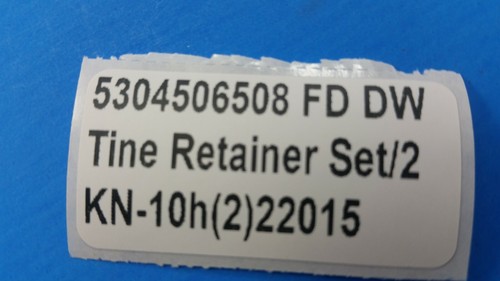 5304506508 FD DW
Tine Retainer Set/2
KN-10h(2)22015